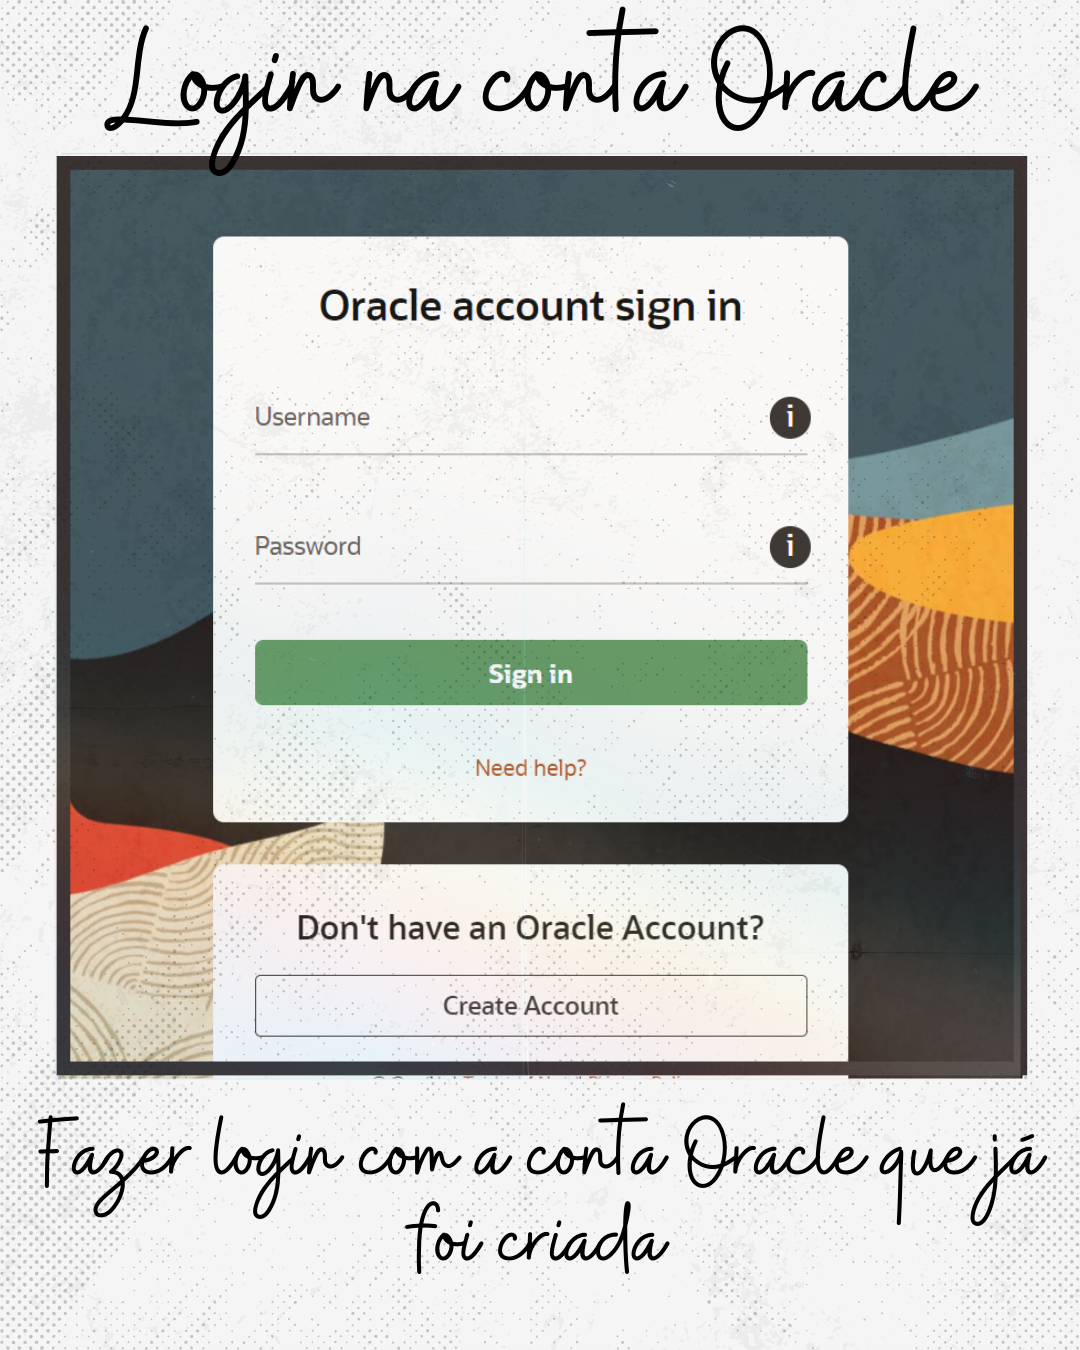 Login na conta Oracle
Oracle account sign in
Username
i
Password
i
Sign in
Need help?
Don't have an Oracle Account?
Create Account
Fazer login com a conta Oracle que já
foi criada